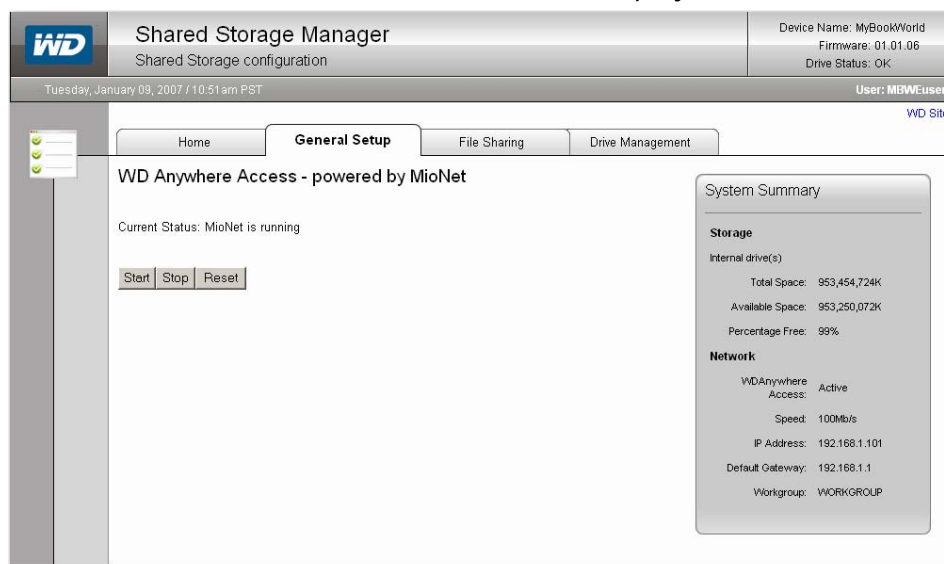 WD
Shared Storage Manager
Shared Storage configuration
Device Name: MyBookWorld
Firmware: 01.01.06
Drive Status: OK
Tuesday, January 09, 2007 / 10:51am PST
User: MBWEuser
WD Site
Home
General Setup
File Sharing
Drive Management
WD Anywhere Access - powered by MioNet
Current Status: MioNet is running
Start Stop Reset
System Summary
Storage
Internal drive(s)
Total Space: 953,454,724K
Available Space: 953,250,072K
Percentage Free: 99%
Network
WDAnywhere Access: Active
Speed: 100Mb/s
IP Address: 192.168.1.101
Default Gateway: 192.168.1.1
Workgroup: WORKGROUP